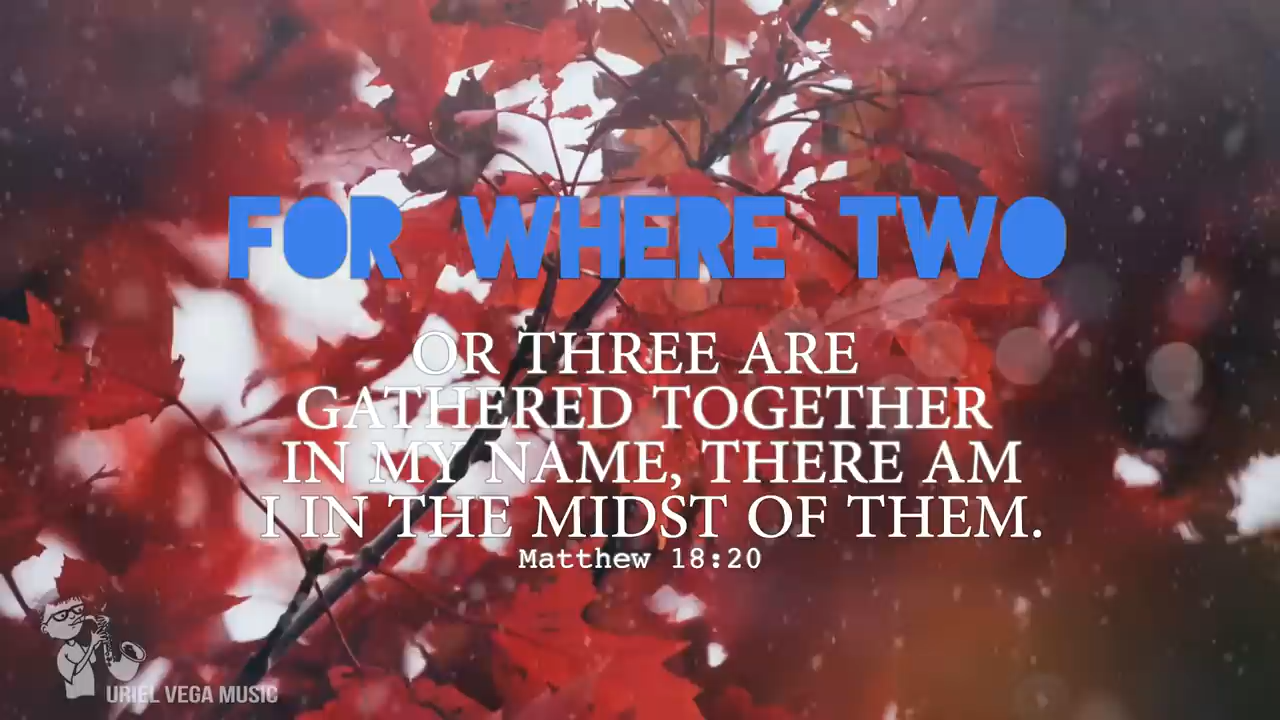 FOR WHERE TWO
OR THREE ARE
GATHERED TOGETHER
IN MY NAME, THERE AM
I IN THE MIDST OF THEM.
Matthew 18:20
URIEL VEGA MUSIC